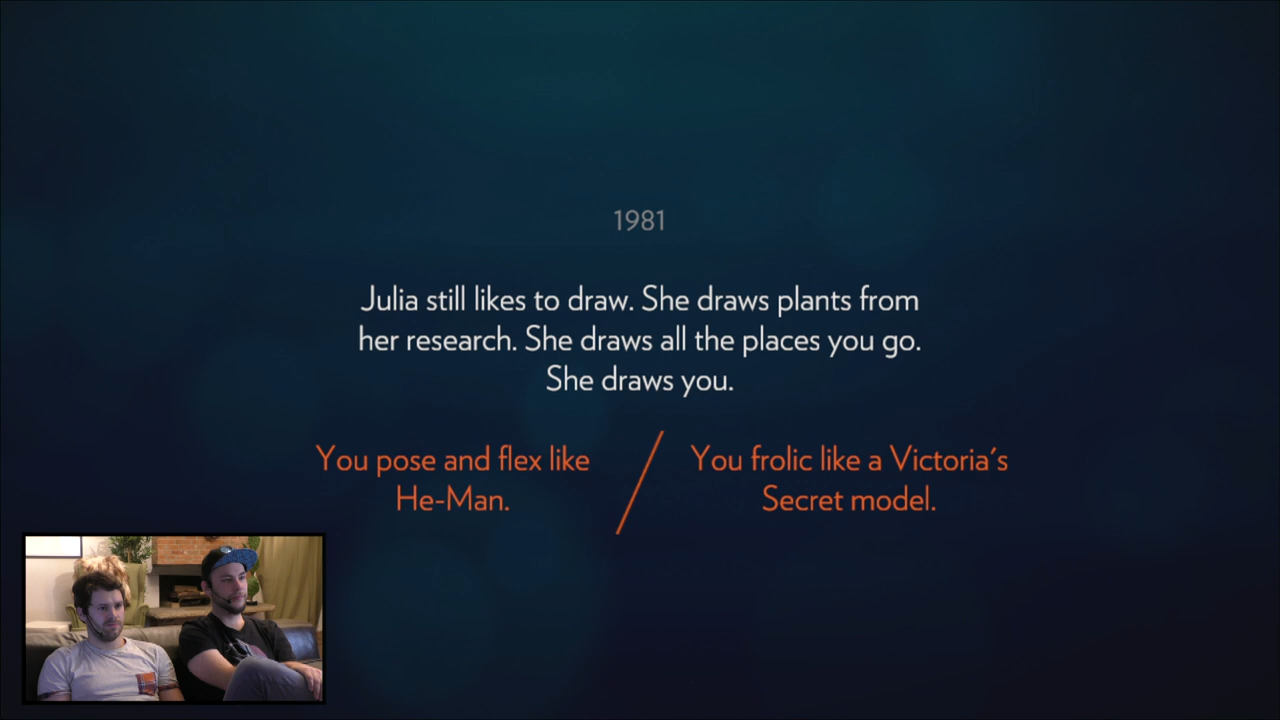 1981
Julia still likes to draw. She draws plants from
her research. She draws all the places you go.
She draws you.
You pose and flex like
He-Man.
You frolic like a Victoria's
Secret model.